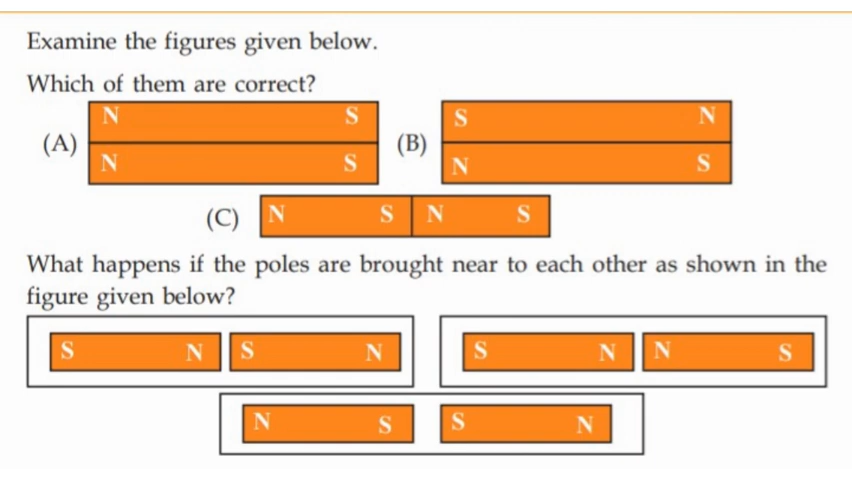 Examine the figures given below.
Which of them are correct?
N S
(A)
N S
S N
(B)
N S
(C) N S N S
What happens if the poles are brought near to each other as shown in the
figure given below?
S N S N
S N N S
N S S N